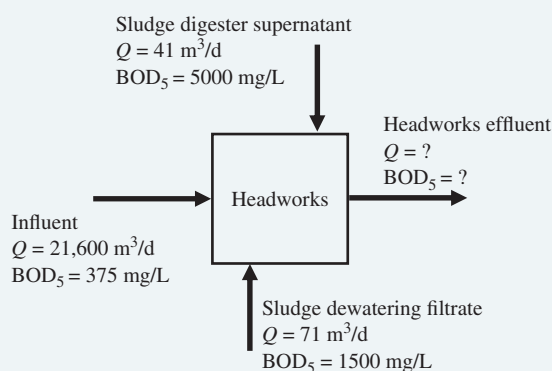 Sludge digester supernatant
Q = 41 m³/d
BOD₅ = 5000 mg/L
Headworks effluent
Q = ?
BOD₅ = ?
Headworks
Influent
Q = 21,600 m³/d
BOD₅ = 375 mg/L
Sludge dewatering filtrate
Q = 71 m³/d
BOD₅ = 1500 mg/L